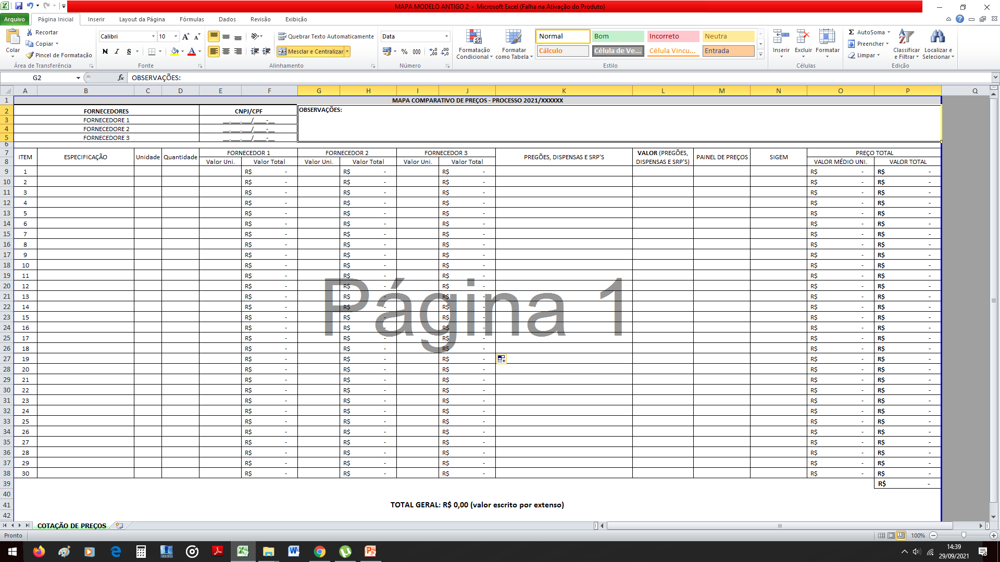 MAPA MODELO ANTIGO 2 - Microsoft Excel (Falha na Ativação do Produto)
Arquivo Página Inicial Inserir Layout da Página Fórmulas Dados Revisão Exibição
Colar
Recortar
Copiar
Pincel de Formatação
Área de Transferência
Calibri 10
N I S
Fonte
Quebrar Texto Automaticamente
Mesclar e Centralizar
Alinhamento
Data
% 000
Número
Formatação Condicional
Formatar como Tabela
Normal Bom Incorreto Neutra
Cálculo Célula de Ve... Célula Vincu... Entrada
Estilo
Inserir Excluir Formatar
Células
AutoSoma
Preencher
Limpar
Classificar e Filtrar
Localizar e Selecionar
Edição
G2 fx OBSERVAÇÕES:
A B C D E F G H I J K L M N O P Q
1 MAPA COMPARATIVO DE PREÇOS - PROCESSO 2021/XXXXXX
2 FORNECEDORES CNPJ/CPF OBSERVAÇÕES:
3 FORNECEDORE 1 __.___.___/____-__
4 FORNECEDORE 2 __.___.___/____-__
5 FORNECEDORE 3 __.___.___/____-__
6
7 ITEM ESPECIFICAÇÃO Unidade Quantidade FORNECEDOR 1 FORNECEDOR 2 FORNECEDOR 3 PREGÕES, DISPENSAS E SRP'S VALOR (PREGÕES, DISPENSAS E SRP'S) PAINEL DE PREÇOS SIGEM PREÇO TOTAL
8 Valor Uni. Valor Total Valor Uni. Valor Total Valor Uni. Valor Total VALOR MÉDIO UNI. VALOR TOTAL
9 1 R$ - R$ - R$ - R$ - R$ -
10 2 R$ - R$ - R$ - R$ - R$ -
11 3 R$ - R$ - R$ - R$ - R$ -
12 4 R$ - R$ - R$ - R$ - R$ -
13 5 R$ - R$ - R$ - R$ - R$ -
14 6 R$ - R$ - R$ - R$ - R$ -
15 7 R$ - R$ - R$ - R$ - R$ -
16 8 R$ - R$ - R$ - R$ - R$ -
17 9 R$ - R$ - R$ - R$ - R$ -
18 10 R$ - R$ - R$ - R$ - R$ -
19 11 R$ - R$ - R$ - R$ - R$ -
20 12 R$ - R$ - R$ - R$ - R$ -
21 13 R$ - R$ - R$ - R$ - R$ -
22 14 R$ - R$ - R$ - R$ - R$ -
23 15 R$ - R$ - R$ - R$ - R$ -
24 16 R$ - R$ - R$ - R$ - R$ -
25 17 R$ - R$ - R$ - R$ - R$ -
26 18 R$ - R$ - R$ - R$ - R$ -
27 19 R$ - R$ - R$ - R$ - R$ -
28 20 R$ - R$ - R$ - R$ - R$ -
29 21 R$ - R$ - R$ - R$ - R$ -
30 22 R$ - R$ - R$ - R$ - R$ -
31 23 R$ - R$ - R$ - R$ - R$ -
32 24 R$ - R$ - R$ - R$ - R$ -
33 25 R$ - R$ - R$ - R$ - R$ -
34 26 R$ - R$ - R$ - R$ - R$ -
35 27 R$ - R$ - R$ - R$ - R$ -
36 28 R$ - R$ - R$ - R$ - R$ -
37 29 R$ - R$ - R$ - R$ - R$ -
38 30 R$ - R$ - R$ - R$ - R$ -
39 R$ -
40
41 TOTAL GERAL: R$ 0,00 (valor escrito por extenso)
42
Página 1
COTAÇÃO DE PREÇOS
Pronto 100%
14:39
29/09/2021